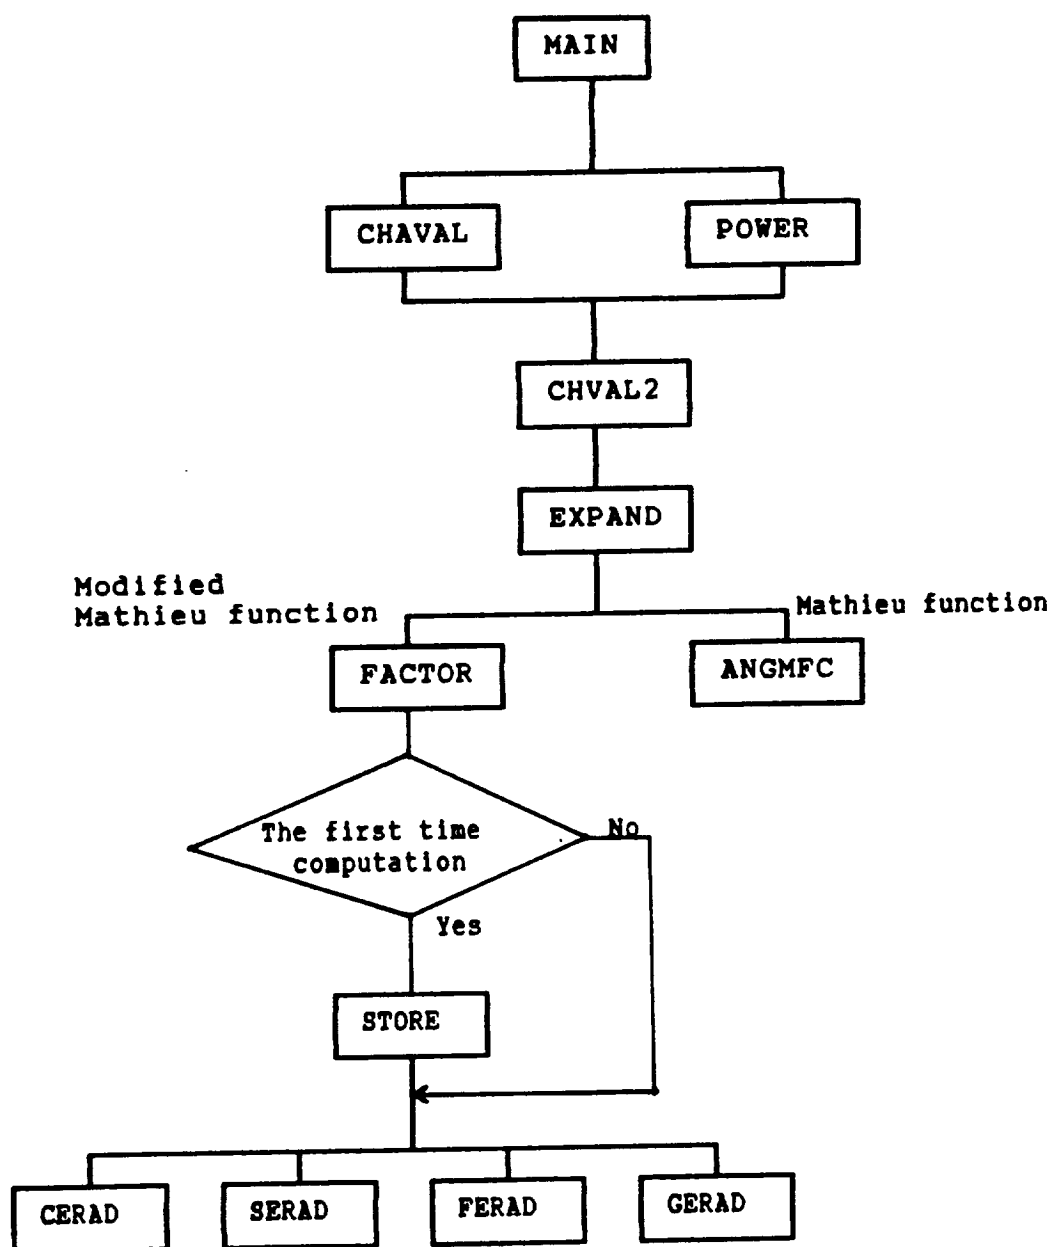 MAIN
CHAVAL
POWER
CHVAL2
EXPAND
Modified
Mathieu function
Mathieu function
FACTOR
ANGMFC
The first time
computation
No
Yes
STORE
CERAD
SERAD
FERAD
GERAD